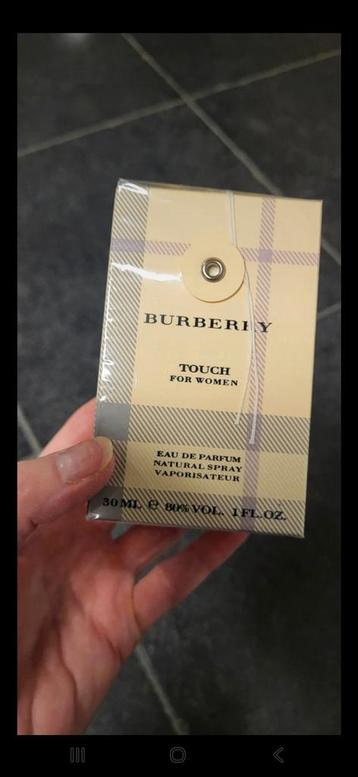 BURBERRY
TOUCH
FOR WOMEN
EAU DE PARFUM
NATURAL SPRAY
VAPORISATEUR
30 ML ℮ 80% VOL. 1 FL.OZ.